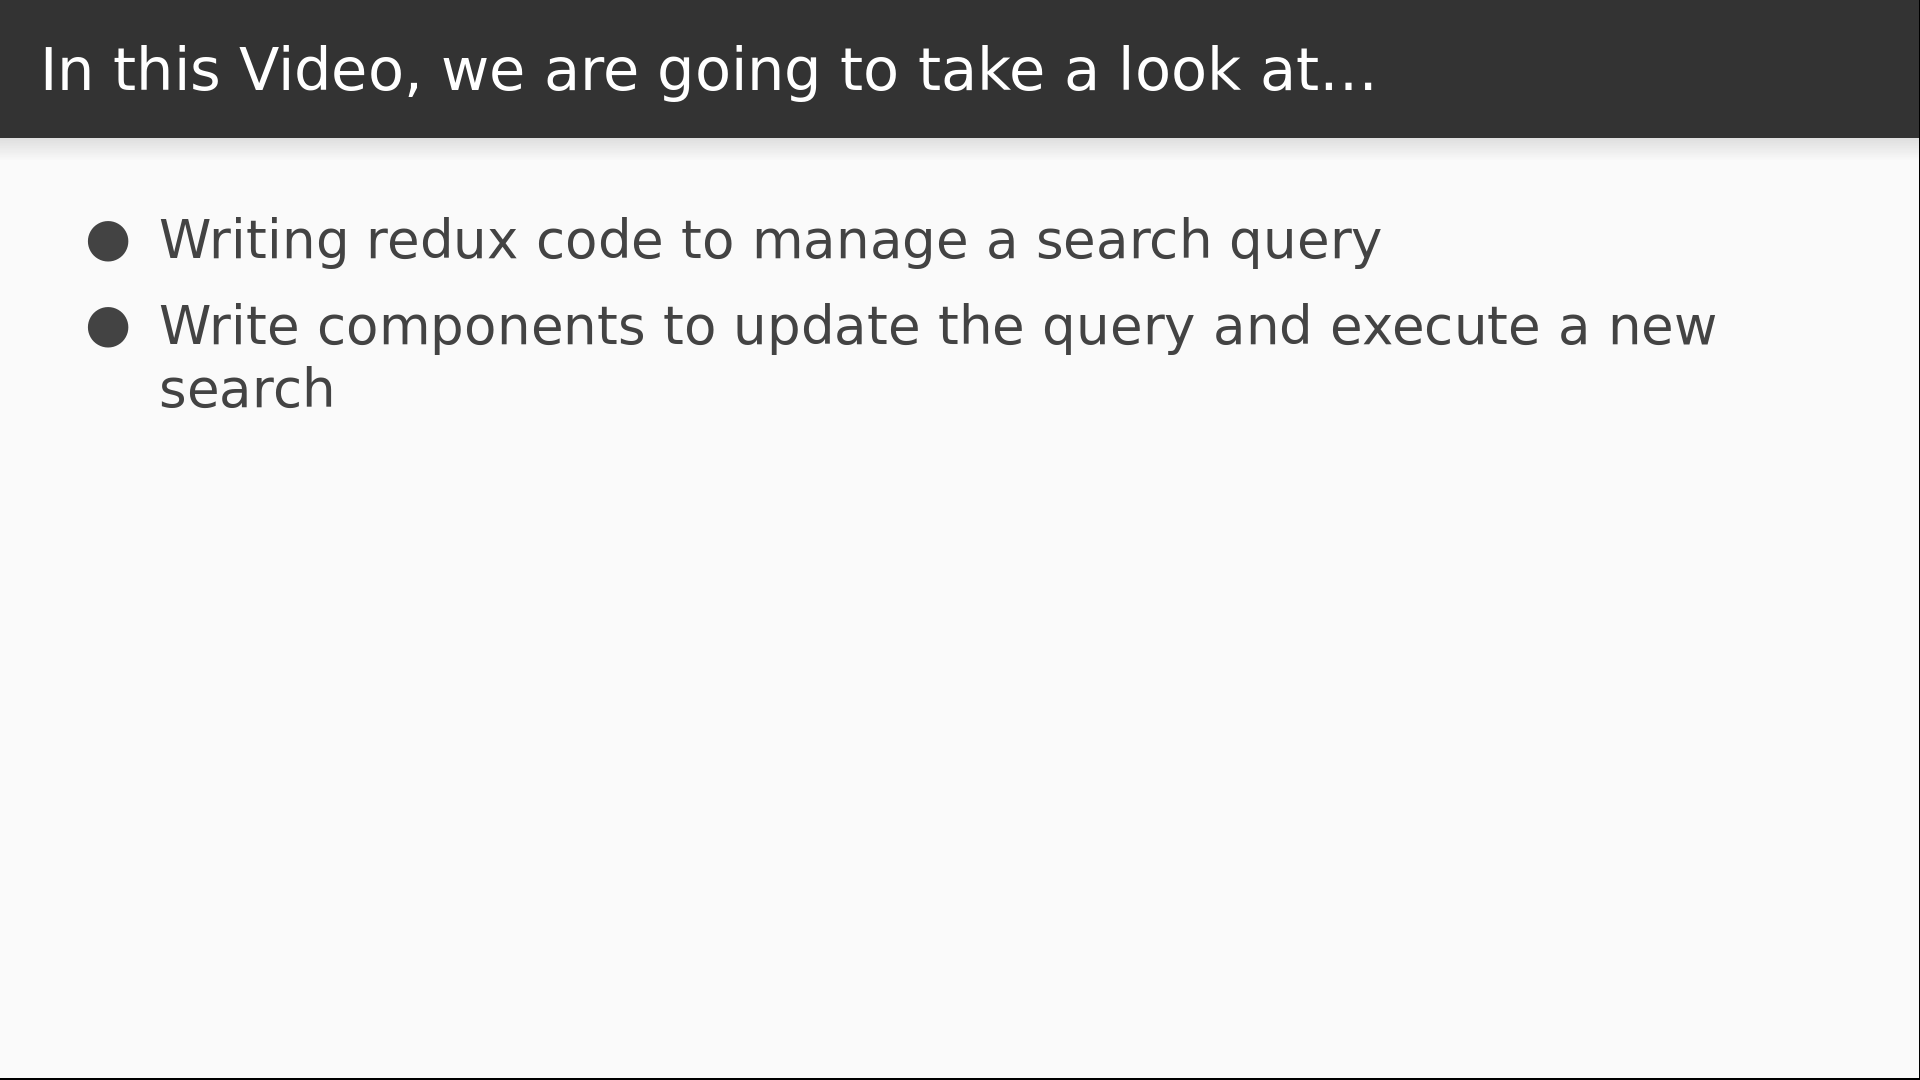 In this Video, we are going to take a look at...
● Writing redux code to manage a search query
● Write components to update the query and execute a new
search